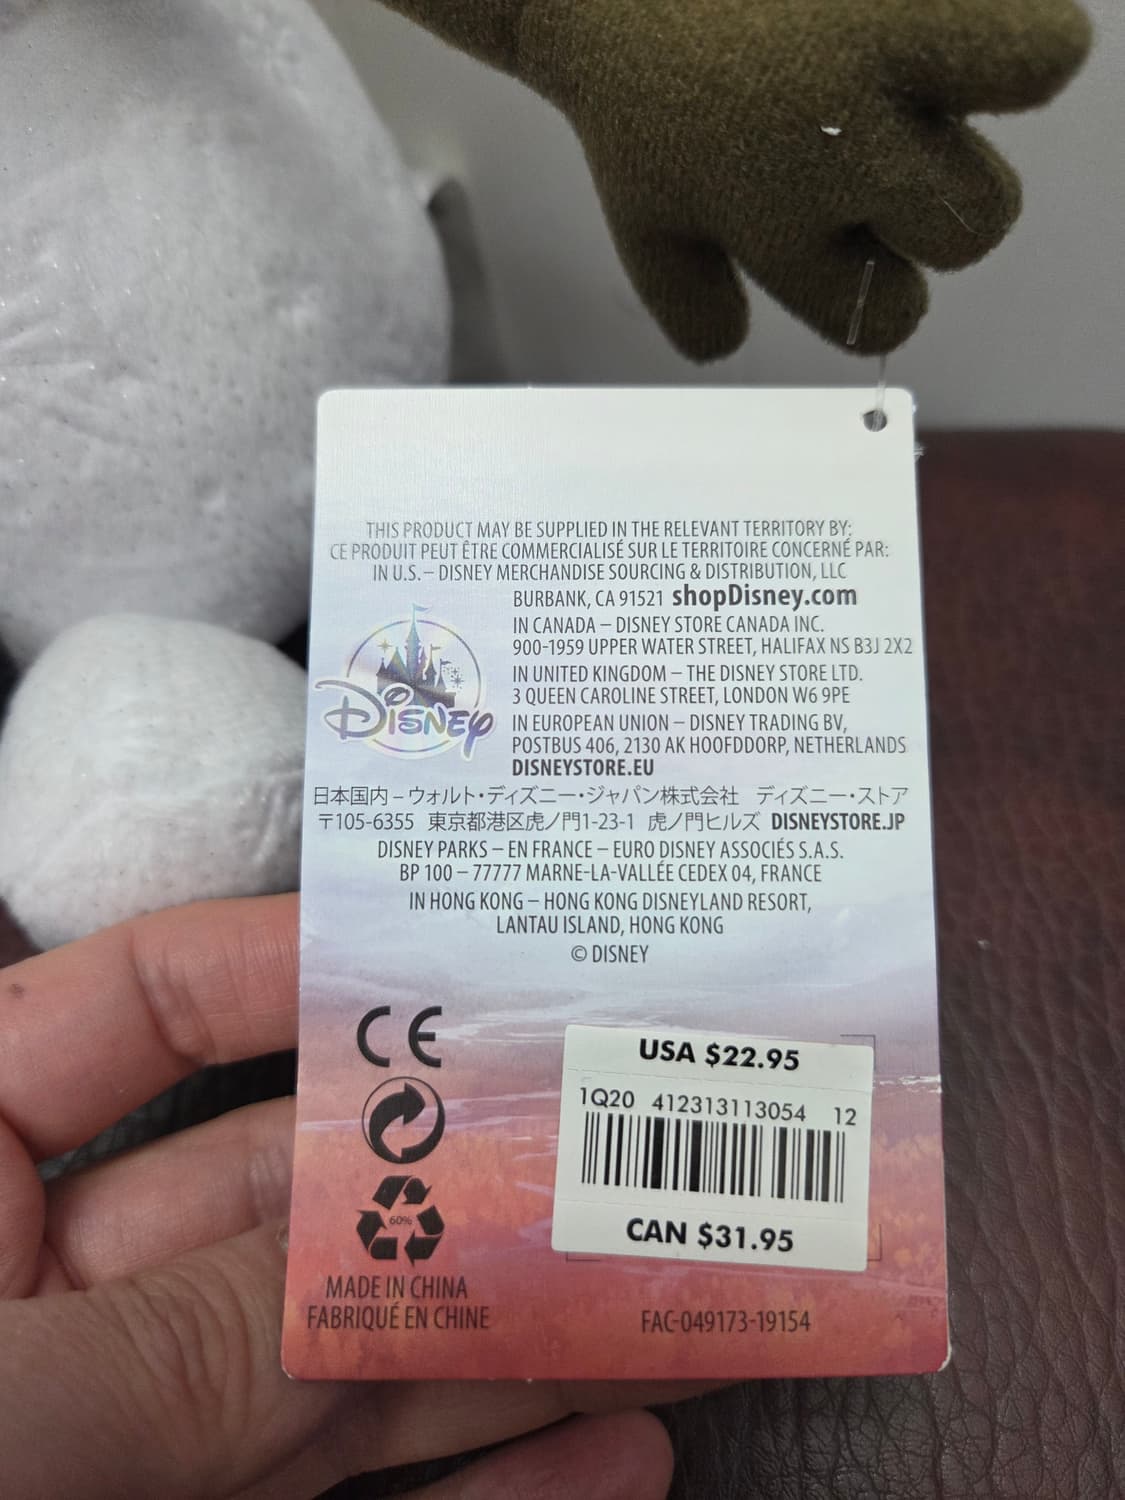 THIS PRODUCT MAY BE SUPPLIED IN THE RELEVANT TERRITORY BY:
CE PRODUIT PEUT ÊTRE COMMERCIALISÉ SUR LE TERRITOIRE CONCERNÉ PAR:
IN U.S. – DISNEY MERCHANDISE SOURCING & DISTRIBUTION, LLC
BURBANK, CA 91521 shopDisney.com
IN CANADA – DISNEY STORE CANADA INC.
900-1959 UPPER WATER STREET, HALIFAX NS B3J 2X2
IN UNITED KINGDOM – THE DISNEY STORE LTD.
3 QUEEN CAROLINE STREET, LONDON W6 9PE
IN EUROPEAN UNION – DISNEY TRADING BV,
POSTBUS 406, 2130 AK HOOFDDORP, NETHERLANDS
DISNEYSTORE.EU
DISNEY
日本国内 – ウォルト・ディズニー・ジャパン株式会社 ディズニー・ストア
〒105-6355 東京都港区虎ノ門1-23-1 虎ノ門ヒルズ DISNEYSTORE.JP
DISNEY PARKS – EN FRANCE – EURO DISNEY ASSOCIÉS S.A.S.
BP 100 – 77777 MARNE-LA-VALLÉE CEDEX 04, FRANCE
IN HONG KONG – HONG KONG DISNEYLAND RESORT,
LANTAU ISLAND, HONG KONG
© DISNEY
CE
60%
MADE IN CHINA
FABRIQUÉ EN CHINE
USA $22.95
1Q20 412313113054 12
CAN $31.95
FAC-049173-19154